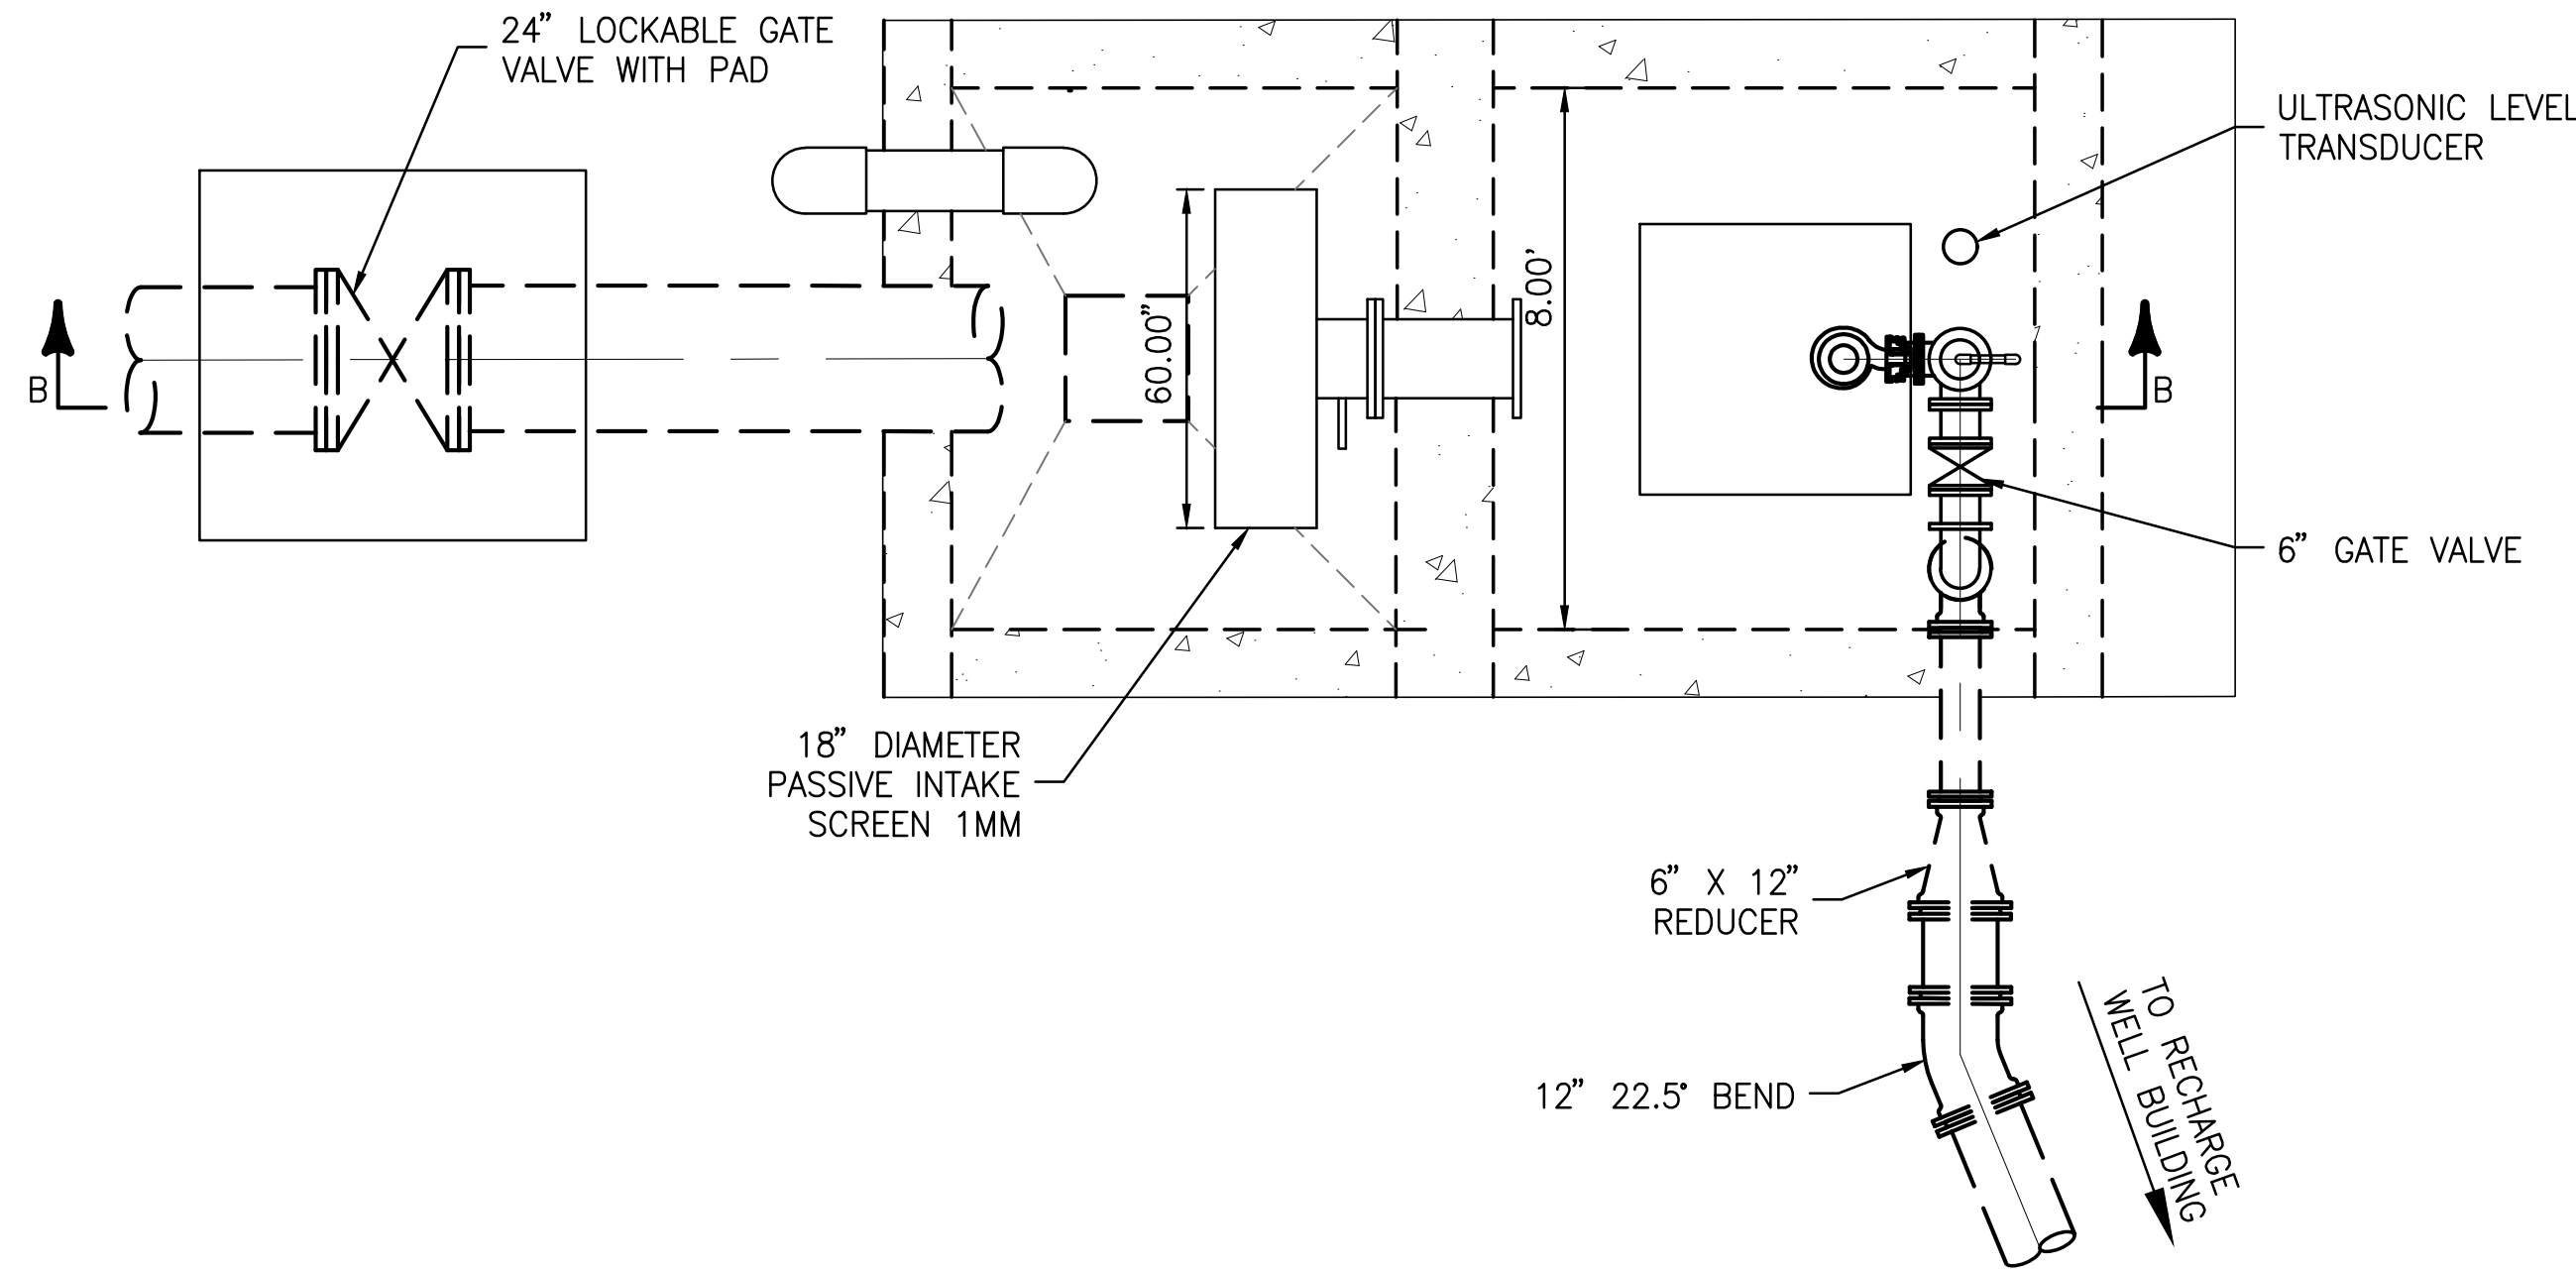 24” LOCKABLE GATE
VALVE WITH PAD
ULTRASONIC LEVEL
TRANSDUCER
B
60.00”
8.00’
B
6” GATE VALVE
18” DIAMETER
PASSIVE INTAKE
SCREEN 1MM
6” X 12”
REDUCER
12” 22.5° BEND
TO RECHARGE
WELL BUILDING